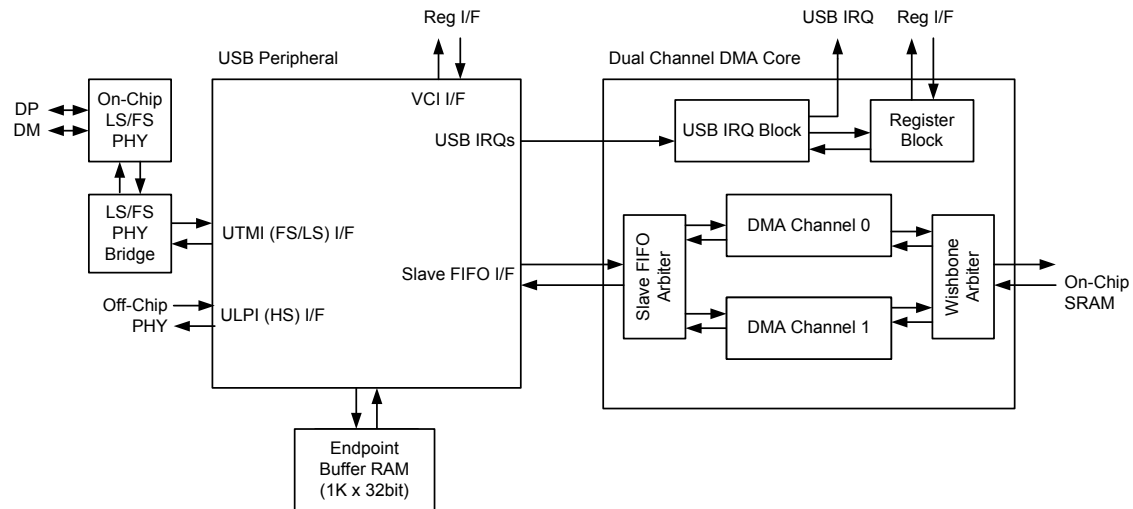 Reg I/F
USB IRQ
Reg I/F
USB Peripheral
Dual Channel DMA Core
VCI I/F
DP
DM
On-Chip
LS/FS
PHY
USB IRQs
USB IRQ Block
Register
Block
LS/FS
PHY
Bridge
UTMI (FS/LS) I/F
Slave FIFO I/F
Slave FIFO
Arbiter
DMA Channel 0
DMA Channel 1
Wishbone
Arbiter
On-Chip
SRAM
Off-Chip
PHY
ULPI (HS) I/F
Endpoint
Buffer RAM
(1K x 32bit)